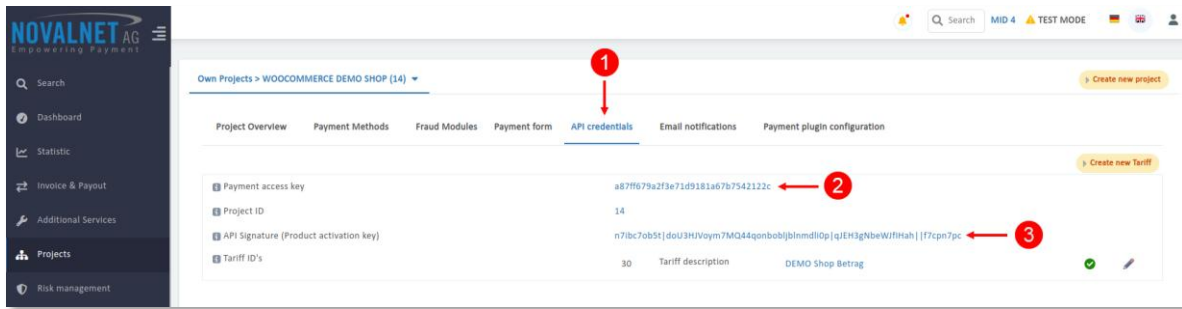 NOVALNET AG
Empowering Payment
Search MID 4 TEST MODE
Search
Dashboard
Statistic
Invoice & Payout
Additional Services
Projects
Risk management
1
Own Projects > WOOCOMMERCE DEMO SHOP (14)
Create new project
Project Overview Payment Methods Fraud Modules Payment form API credentials Email notifications Payment plugin configuration
Create new Tariff
Payment access key a87ff679a2f3e71d9181a67b7542122c 2
Project ID 14
API Signature (Product activation key) n7ibc7ob5t|doU3HJVoym7MQ44qonbobljblnmdli0p|qJEH3gNbeWJfIHah||f7cpn7pc 3
Tariff ID's 30 Tariff description DEMO Shop Betrag